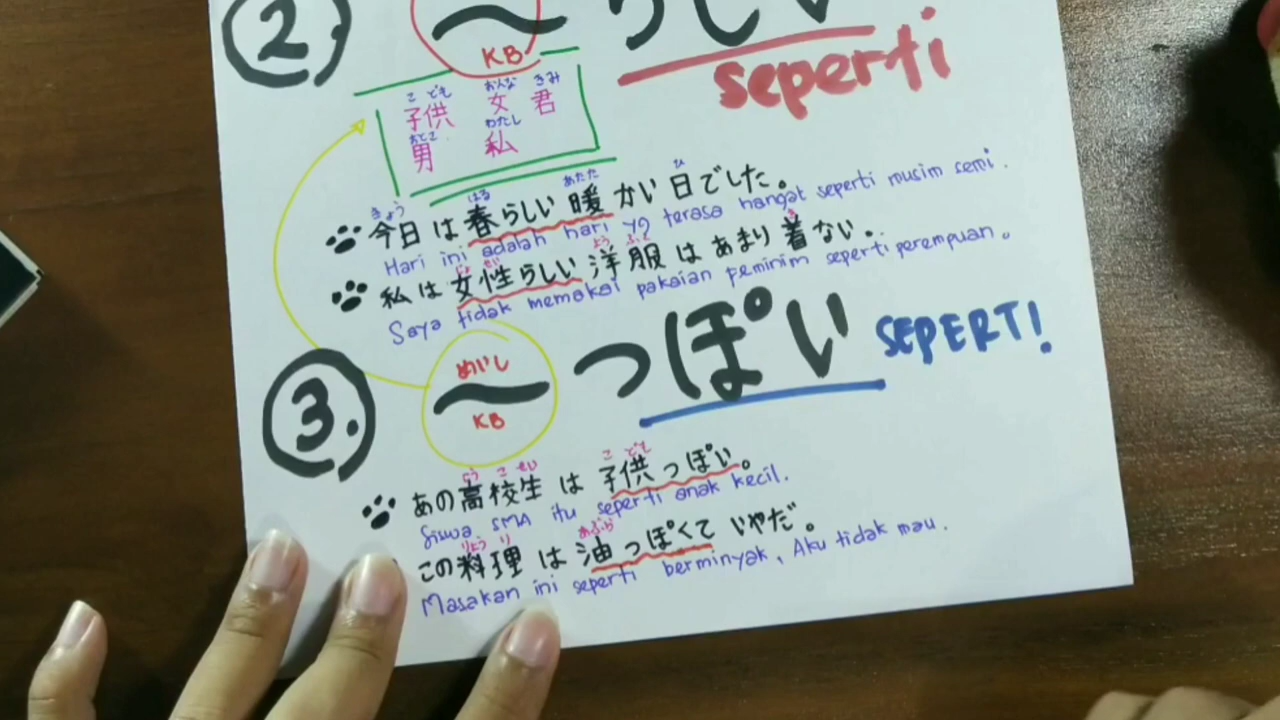 2.
~らしい
KB
seperti
こ ども おんな きみ
子供 女 君
おとこ わたし
男 私
きょう はる あたた ひ
今日は春らしい暖かい日でした。
Hari ini adalah hari yg terasa hangat seperti musim semi.
じょ せい よう ふく き
私は女性らしい洋服はあまり着ない。
Saya tidak memakai pakaian peminim seperti perempuan.
3.
めいし
~っぽい
KB
SEPERTI
こう こ せい こ ども
あの高校生は子供っぽい。
Siswa SMA itu seperti anak kecil.
りょう り あぶら
この料理は油っぽくていやだ。
Masakan ini seperti berminyak, Aku tidak mau.